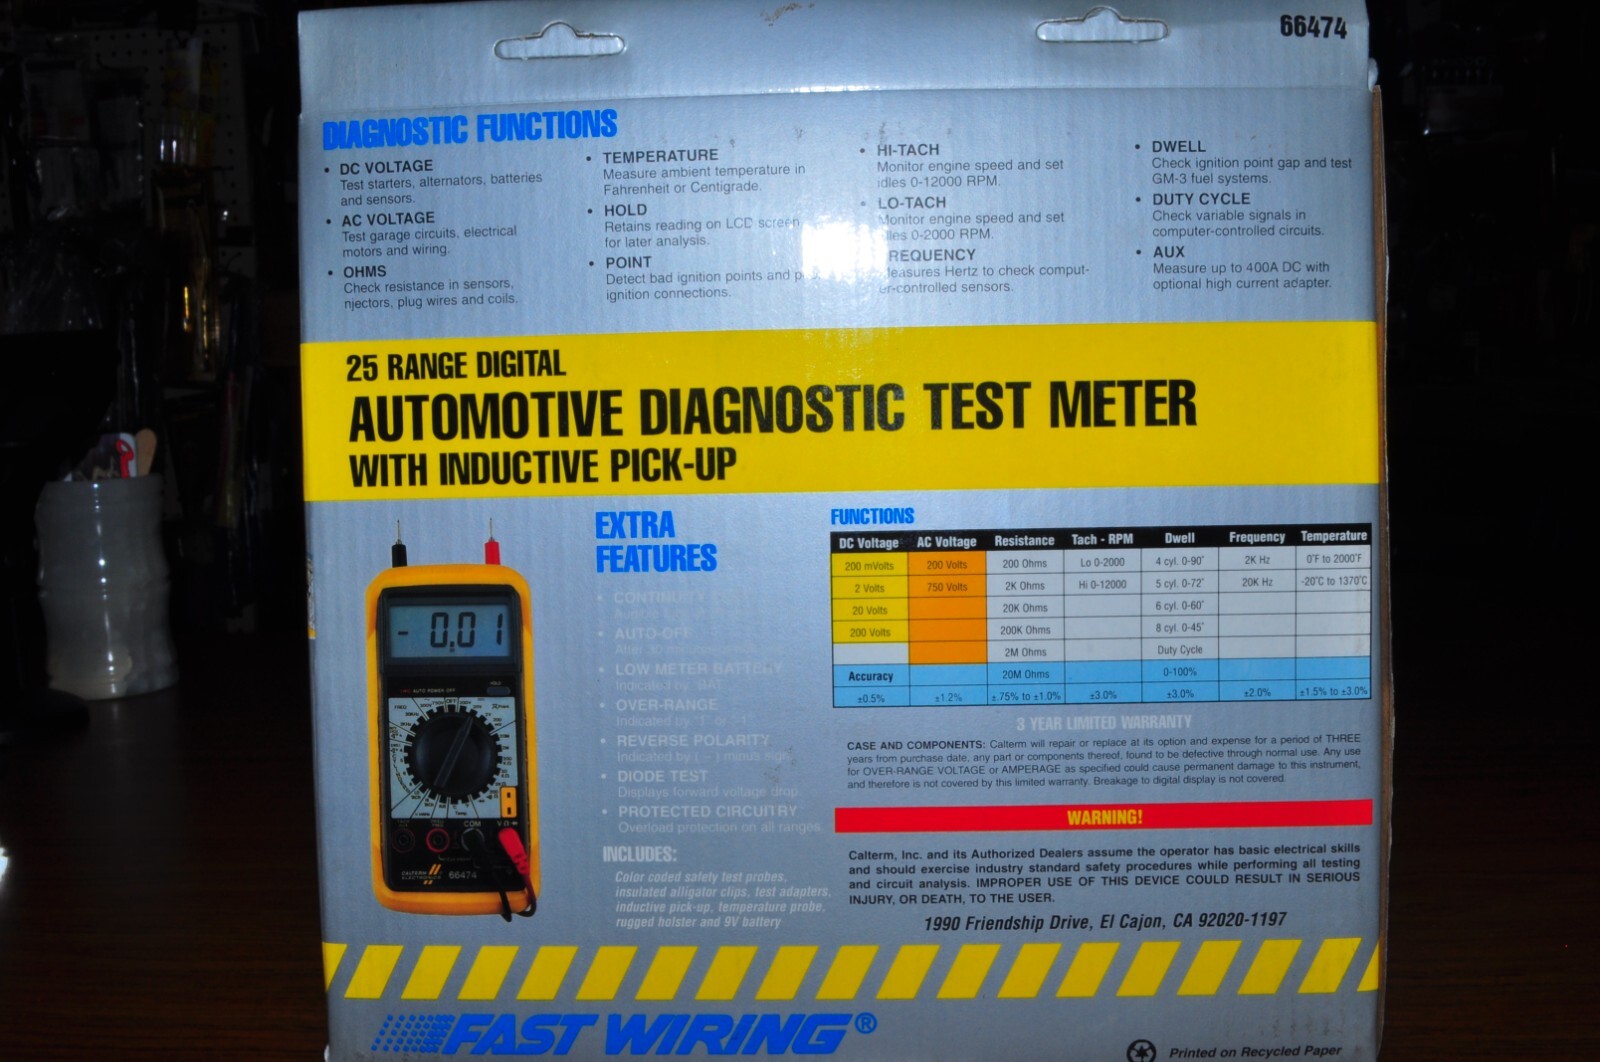 66474
DIAGNOSTIC FUNCTIONS
• DC VOLTAGE
Test starters, alternators, batteries
and sensors.
• AC VOLTAGE
Test garage circuits, electrical
motors and wiring.
• OHMS
Check resistance in sensors,
njectors, plug wires and coils.
• TEMPERATURE
Measure ambient temperature in
Fahrenheit or Centigrade.
• HOLD
Retains reading on LCD screen
for later analysis.
• POINT
Detect bad ignition points and
ignition connections.
• HI-TACH
Monitor engine speed and set
idles 0-12000 RPM.
• LO-TACH
Monitor engine speed and set
idles 0-2000 RPM.
FREQUENCY
Measures Hertz to check comput-
er-controlled sensors.
• DWELL
Check ignition point gap and test
GM-3 fuel systems.
• DUTY CYCLE
Check variable signals in
computer-controlled circuits.
• AUX
Measure up to 400A DC with
optional high current adapter.
25 RANGE DIGITAL
AUTOMOTIVE DIAGNOSTIC TEST METER
WITH INDUCTIVE PICK-UP
- 0.01
AUTO POWER OFF
COM
CALTERM
ELECTRONICS
66474
EXTRA
FEATURES
• CONTINUITY TEST
• AUTO-OFF
• LOW METER BATTERY
Indicated by "BAT"
• OVER-RANGE
• REVERSE POLARITY
Indicated by ( – ) minus sign.
• DIODE TEST
Displays forward voltage drop.
• PROTECTED CIRCUITRY
Overload protection on all ranges.
INCLUDES:
Color coded safety test probes,
insulated alligator clips, test adapters,
inductive pick-up, temperature probe,
rugged holster and 9V battery
FUNCTIONS
DC Voltage AC Voltage Resistance Tach - RPM Dwell Frequency Temperature
200 mVolts 200 Volts 200 Ohms Lo 0-2000 4 cyl. 0-90° 2K Hz 0°F to 2000°F
2 Volts 750 Volts 2K Ohms Hi 0-12000 5 cyl. 0-72° 20K Hz -20°C to 1370°C
20 Volts 20K Ohms 6 cyl. 0-60°
200 Volts 200K Ohms 8 cyl. 0-45°
2M Ohms Duty Cycle
Accuracy 20M Ohms 0-100%
±0.5% ±1.2% ±.75% to ±1.0% ±3.0% ±3.0% ±2.0% ±1.5% to ±3.0%
3 YEAR LIMITED WARRANTY
CASE AND COMPONENTS: Calterm will repair or replace at its option and expense for a period of THREE
years from purchase date, any part or components thereof, found to be defective through normal use. Any use
for OVER-RANGE VOLTAGE or AMPERAGE as specified could cause permanent damage to this instrument,
and therefore is not covered by this limited warranty. Breakage to digital display is not covered.
WARNING!
Calterm, Inc. and its Authorized Dealers assume the operator has basic electrical skills
and should exercise industry standard safety procedures while performing all testing
and circuit analysis. IMPROPER USE OF THIS DEVICE COULD RESULT IN SERIOUS
INJURY, OR DEATH, TO THE USER.
1990 Friendship Drive, El Cajon, CA 92020-1197
FAST WIRING®
Printed on Recycled Paper